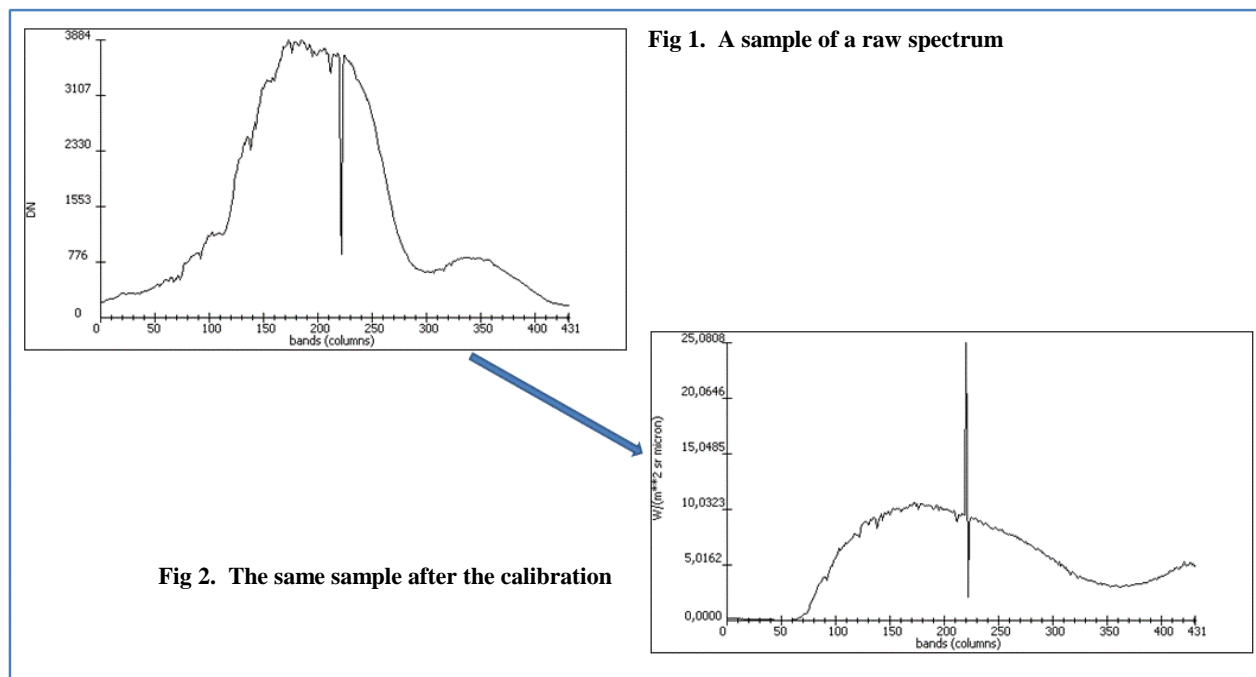 Fig 1. A sample of a raw spectrum
3884
3107
2330
1553
776
0
DN
0 50 100 150 200 250 300 350 400 431
bands (columns)
25,0808
20,0646
15,0485
10,0323
5,0162
0,0000
W/(m**2 sr micron)
0 50 100 150 200 250 300 350 400 431
bands (columns)
Fig 2. The same sample after the calibration